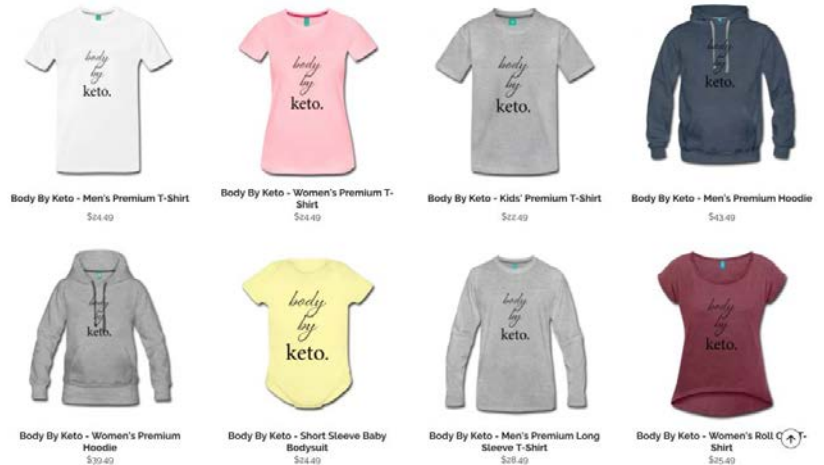 body
by
keto.
body
by
keto.
body
by
keto.
body
by
keto.
Body By Keto - Men's Premium T-Shirt
$24.49
Body By Keto - Women's Premium T-
Shirt
$24.49
Body By Keto - Kids' Premium T-Shirt
$22.49
Body By Keto - Men's Premium Hoodie
$43.49
body
by
keto.
body
by
keto.
body
by
keto.
body
by
keto.
Body By Keto - Women's Premium
Hoodie
$39.49
Body By Keto - Short Sleeve Baby
Bodysuit
$24.49
Body By Keto - Men's Premium Long
Sleeve T-Shirt
$28.49
Body By Keto - Women's Roll T-
Shirt
$25.49